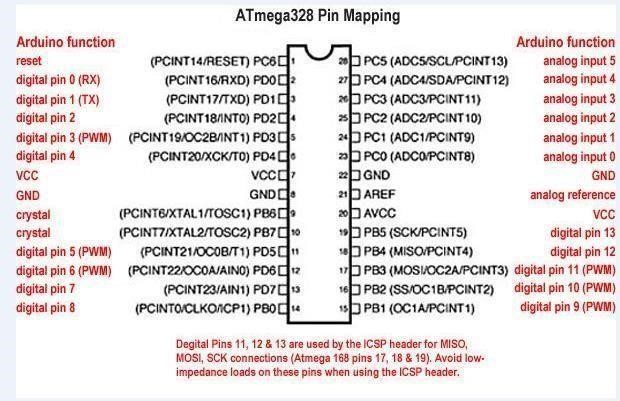 ATmega328 Pin Mapping
Arduino function Arduino function
reset (PCINT14/RESET) PC6 1 28 PC5 (ADC5/SCL/PCINT13) analog input 5
digital pin 0 (RX) (PCINT16/RXD) PD0 2 27 PC4 (ADC4/SDA/PCINT12) analog input 4
digital pin 1 (TX) (PCINT17/TXD) PD1 3 26 PC3 (ADC3/PCINT11) analog input 3
digital pin 2 (PCINT18/INT0) PD2 4 25 PC2 (ADC2/PCINT10) analog input 2
digital pin 3 (PWM) (PCINT19/OC2B/INT1) PD3 5 24 PC1 (ADC1/PCINT9) analog input 1
digital pin 4 (PCINT20/XCK/T0) PD4 6 23 PC0 (ADC0/PCINT8) analog input 0
VCC VCC 7 22 GND GND
GND GND 8 21 AREF analog reference
crystal (PCINT6/XTAL1/TOSC1) PB6 9 20 AVCC VCC
crystal (PCINT7/XTAL2/TOSC2) PB7 10 19 PB5 (SCK/PCINT5) digital pin 13
digital pin 5 (PWM) (PCINT21/OC0B/T1) PD5 11 18 PB4 (MISO/PCINT4) digital pin 12
digital pin 6 (PWM) (PCINT22/OC0A/AIN0) PD6 12 17 PB3 (MOSI/OC2A/PCINT3) digital pin 11 (PWM)
digital pin 7 (PCINT23/AIN1) PD7 13 16 PB2 (SS/OC1B/PCINT2) digital pin 10 (PWM)
digital pin 8 (PCINT0/CLKO/ICP1) PB0 14 15 PB1 (OC1A/PCINT1) digital pin 9 (PWM)
Degital Pins 11, 12 & 13 are used by the ICSP header for MISO,
MOSI, SCK connections (Atmega 168 pins 17, 18 & 19). Avoid low-
impedance loads on these pins when using the ICSP header.